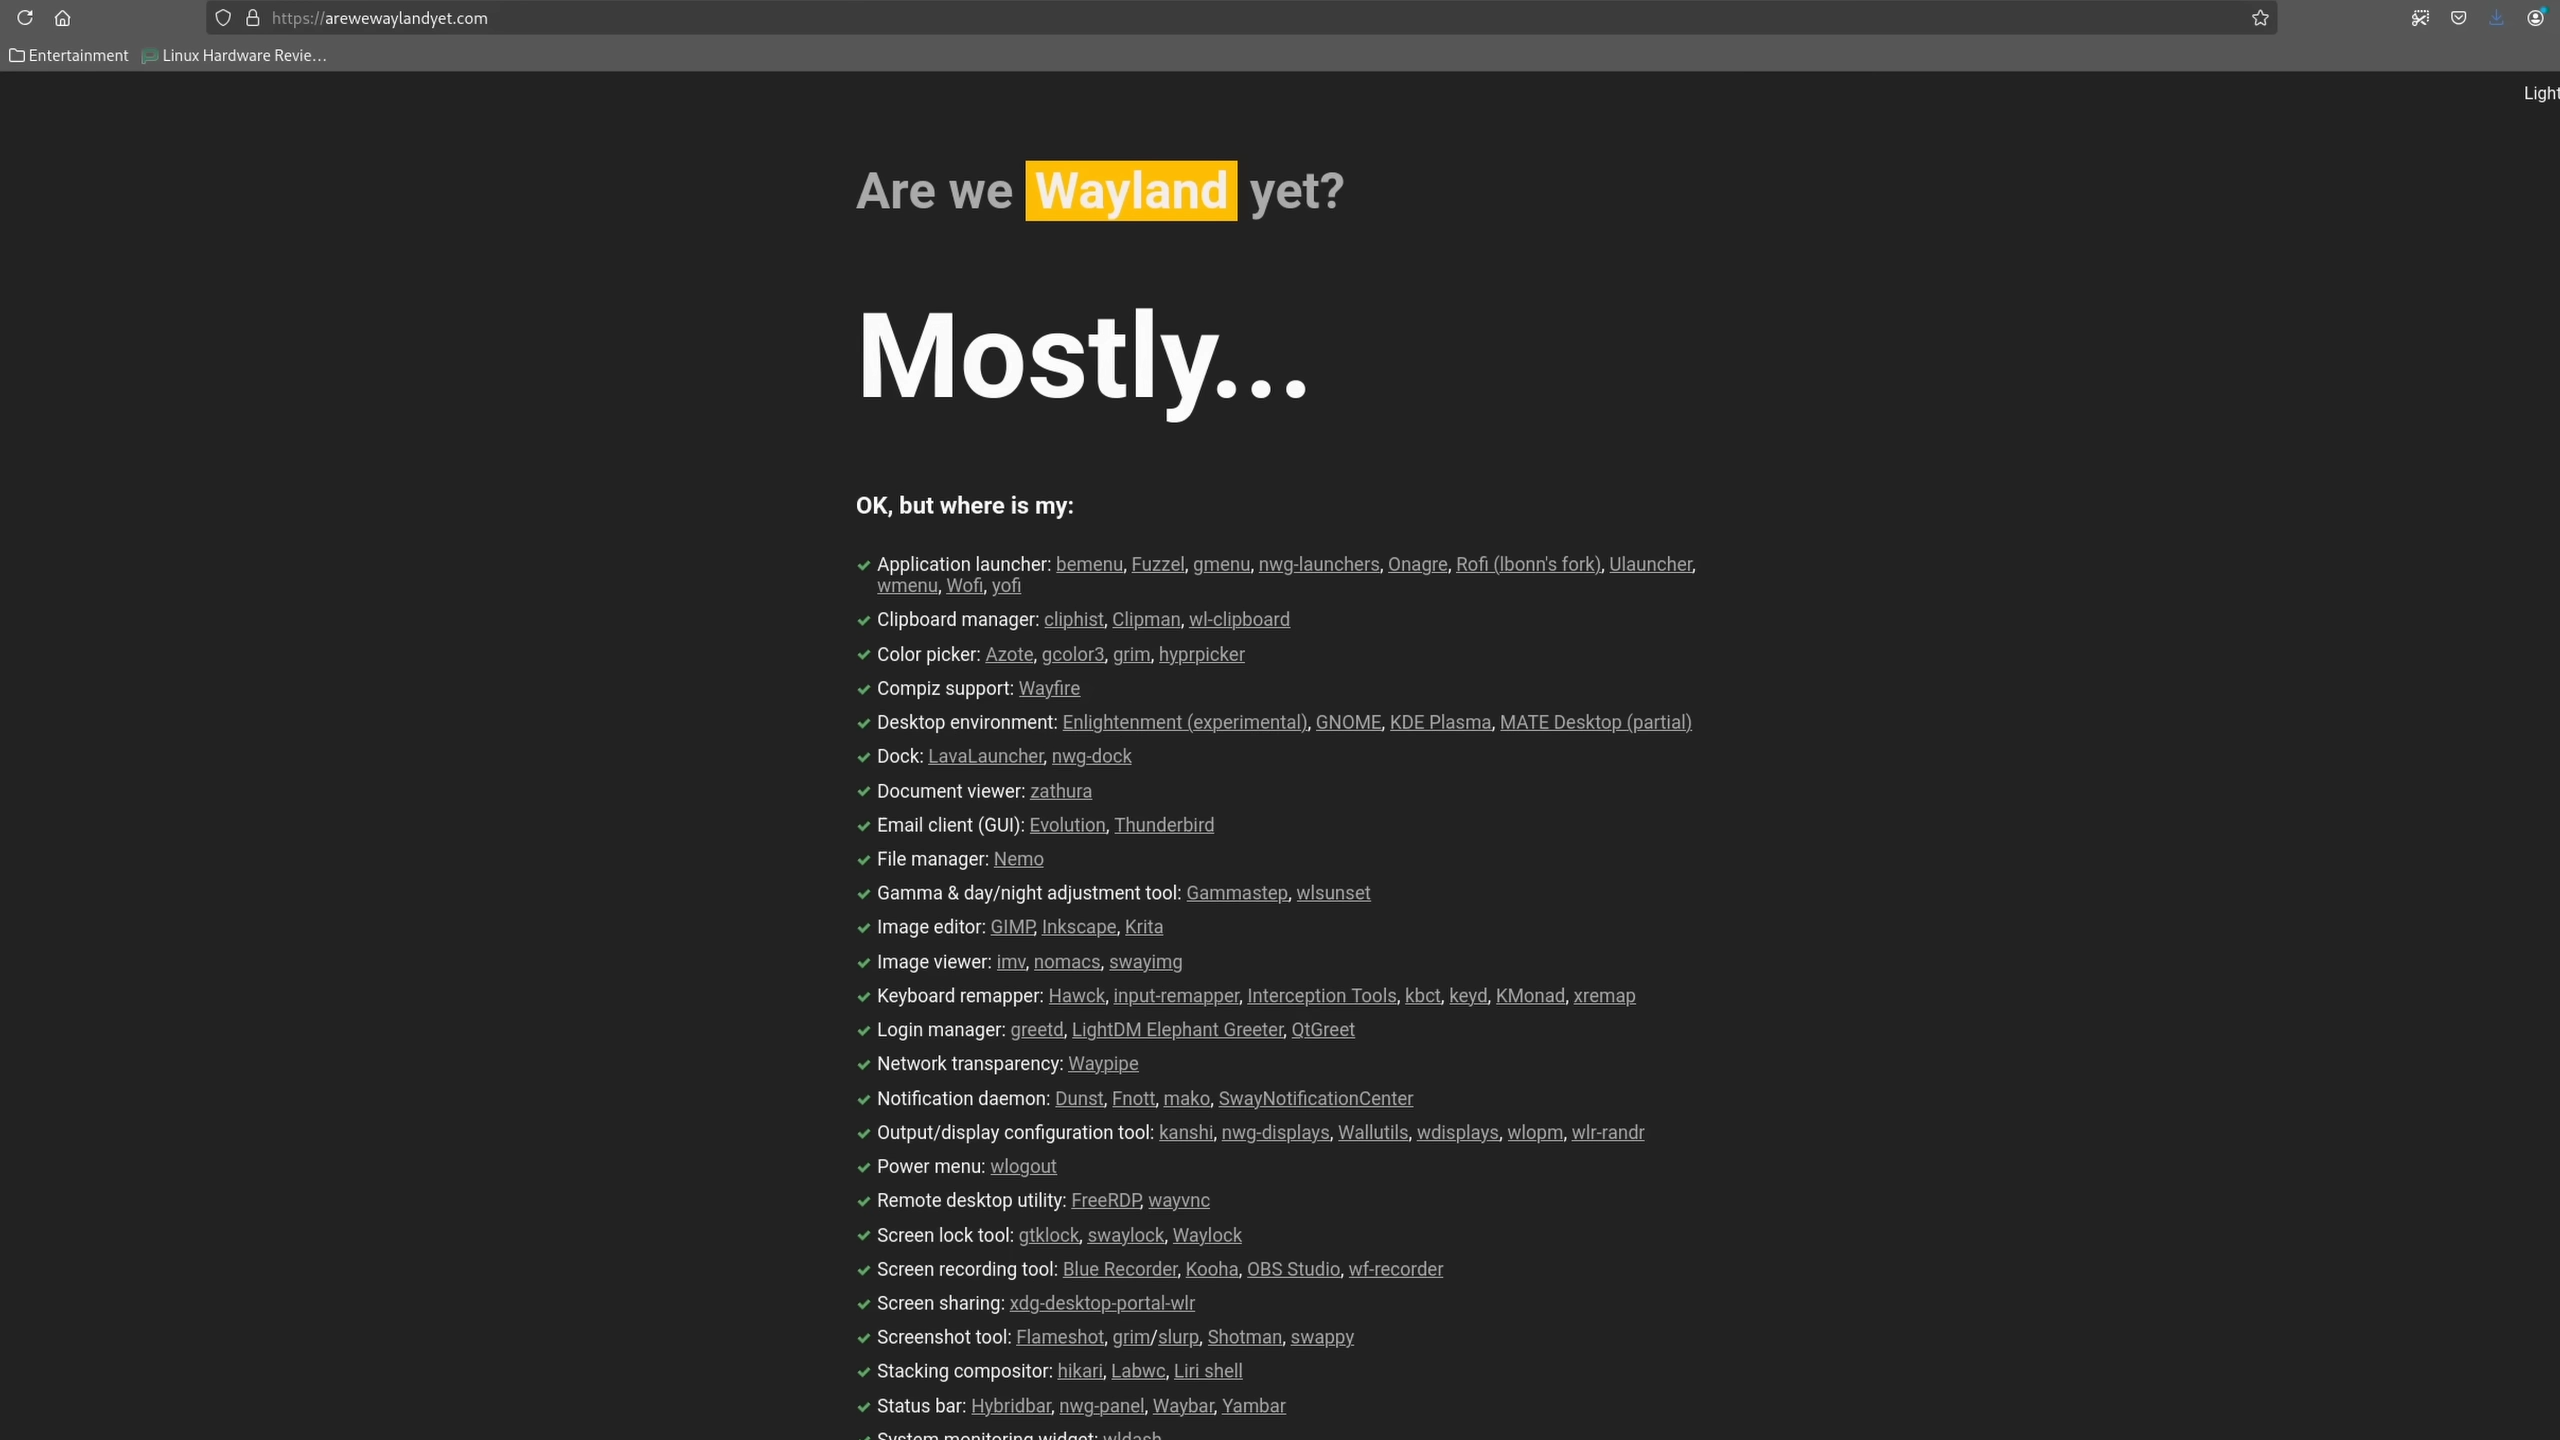 https://arewewaylandyet.com
Entertainment
Linux Hardware Revie...
Light
Are we Wayland yet?
Mostly...
OK, but where is my:
Application launcher: bemenu, Fuzzel, gmenu, nwg-launchers, Onagre, Rofi (lbonn's fork), Ulauncher,
wmenu, Wofi, yofi
Clipboard manager: cliphist, Clipman, wl-clipboard
Color picker: Azote, gcolor3, grim, hyprpicker
Compiz support: Wayfire
Desktop environment: Enlightenment (experimental), GNOME, KDE Plasma, MATE Desktop (partial)
Dock: LavaLauncher, nwg-dock
Document viewer: zathura
Email client (GUI): Evolution, Thunderbird
File manager: Nemo
Gamma & day/night adjustment tool: Gammastep, wlsunset
Image editor: GIMP, Inkscape, Krita
Image viewer: imv, nomacs, swayimg
Keyboard remapper: Hawck, input-remapper, Interception Tools, kbct, keyd, KMonad, xremap
Login manager: greetd, LightDM Elephant Greeter, QtGreet
Network transparency: Waypipe
Notification daemon: Dunst, Fnott, mako, SwayNotificationCenter
Output/display configuration tool: kanshi, nwg-displays, Wallutils, wdisplays, wlopm, wlr-randr
Power menu: wlogout
Remote desktop utility: FreeRDP, wayvnc
Screen lock tool: gtklock, swaylock, Waylock
Screen recording tool: Blue Recorder, Kooha, OBS Studio, wf-recorder
Screen sharing: xdg-desktop-portal-wlr
Screenshot tool: Flameshot, grim/slurp, Shotman, swappy
Stacking compositor: hikari, Labwc, Liri shell
Status bar: Hybridbar, nwg-panel, Waybar, Yambar
System monitoring widget: wldash